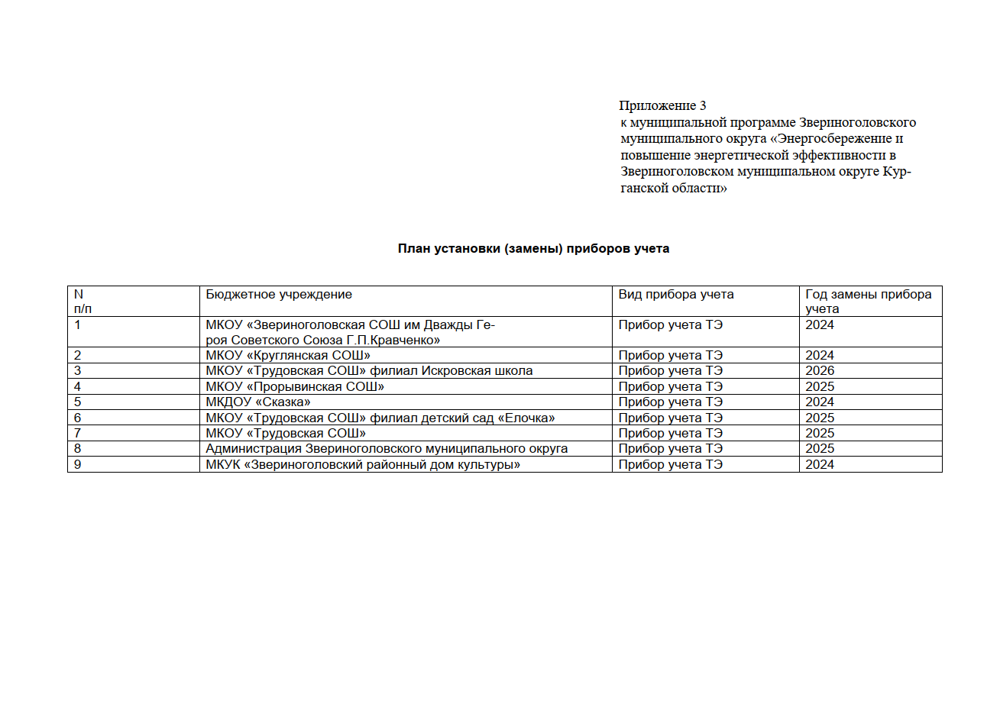 Приложение 3
к муниципальной программе Звериноголовского
муниципального округа «Энергосбережение и
повышение энергетической эффективности в
Звериноголовском муниципальном округе Кур-
ганской области»
План установки (замены) приборов учета
N
п/п
Бюджетное учреждение
Вид прибора учета
Год замены прибора
учета
1
МКОУ «Звериноголовская СОШ им Дважды Ге-
роя Советского Союза Г.П.Кравченко»
Прибор учета ТЭ
2024
2
МКОУ «Круглянская СОШ»
Прибор учета ТЭ
2024
3
МКОУ «Трудовская СОШ» филиал Искровская школа
Прибор учета ТЭ
2026
4
МКОУ «Прорывинская СОШ»
Прибор учета ТЭ
2025
5
МКДОУ «Сказка»
Прибор учета ТЭ
2024
6
МКОУ «Трудовская СОШ» филиал детский сад «Елочка»
Прибор учета ТЭ
2025
7
МКОУ «Трудовская СОШ»
Прибор учета ТЭ
2025
8
Администрация Звериноголовского муниципального округа
Прибор учета ТЭ
2025
9
МКУК «Звериноголовский районный дом культуры»
Прибор учета ТЭ
2024